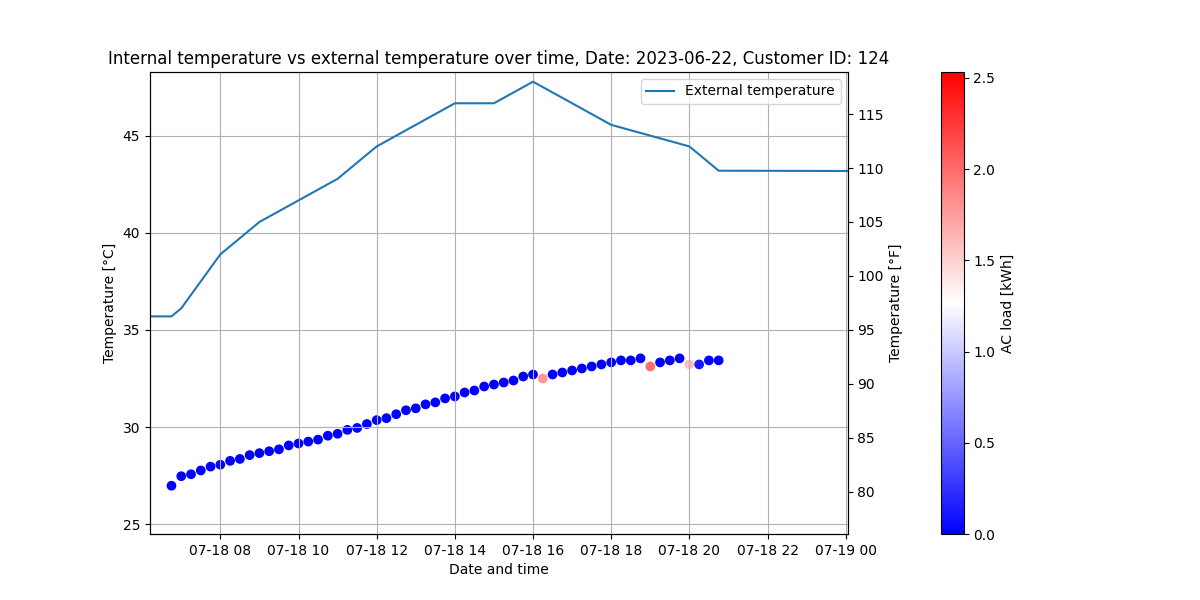 Internal temperature vs external temperature over time, Date: 2023-06-22, Customer ID: 124
External temperature
45
40
35
30
25
Temperature [°C]
115
110
105
100
95
90
85
80
Temperature [°F]
2.5
2.0
1.5
1.0
0.5
0.0
AC load [kWh]
07-18 08 07-18 10 07-18 12 07-18 14 07-18 16 07-18 18 07-18 20 07-18 22 07-19 00
Date and time